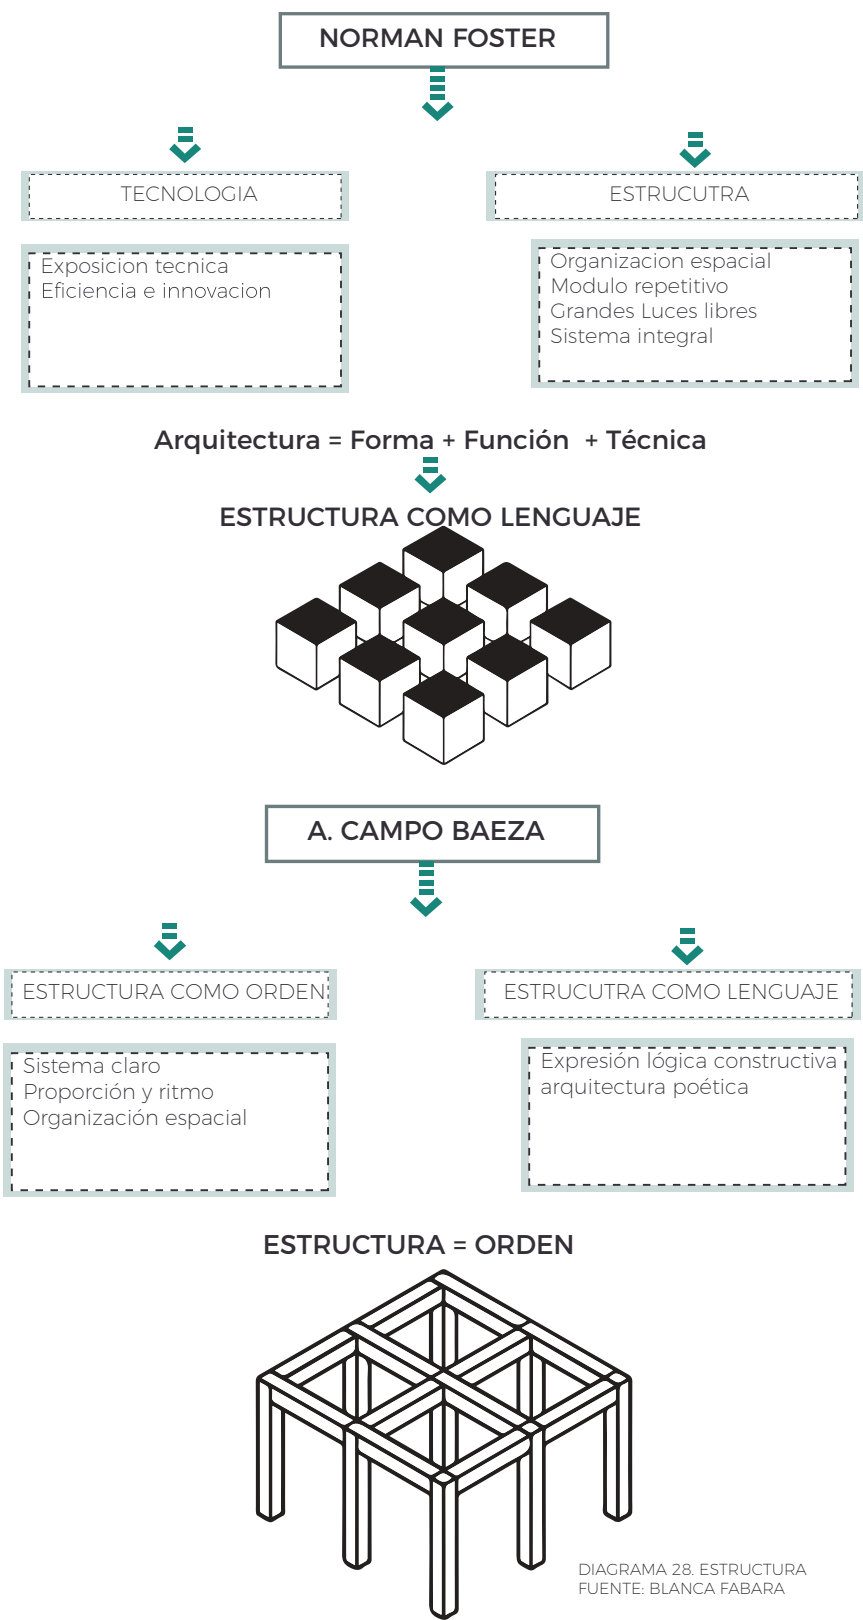 NORMAN FOSTER
TECNOLOGIA
ESTRUCUTRA
Exposicion tecnica
Eficiencia e innovacion
Organizacion espacial
Modulo repetitivo
Grandes Luces libres
Sistema integral
Arquitectura = Forma + Función + Técnica
ESTRUCTURA COMO LENGUAJE
A. CAMPO BAEZA
ESTRUCTURA COMO ORDEN
ESTRUCUTRA COMO LENGUAJE
Sistema claro
Proporción y ritmo
Organización espacial
Expresión lógica constructiva
arquitectura poética
ESTRUCTURA = ORDEN
DIAGRAMA 28. ESTRUCTURA
FUENTE: BLANCA FABARA